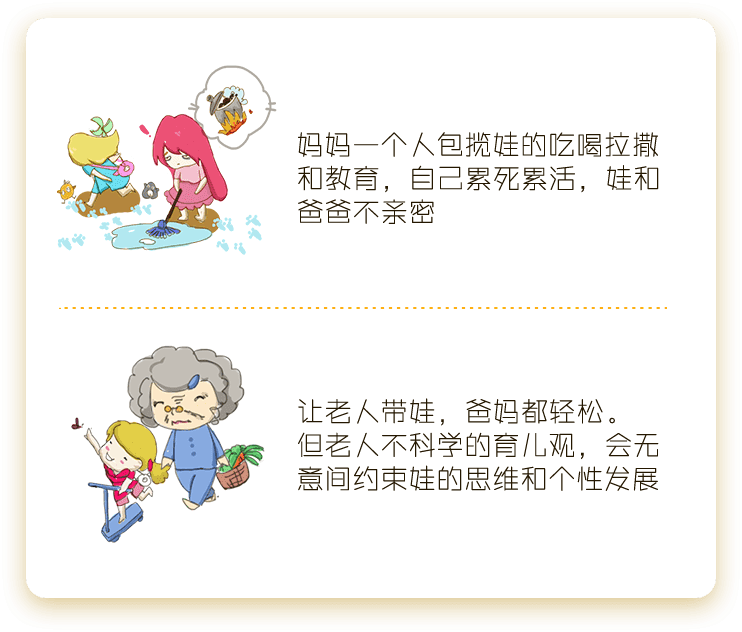 妈妈一个人包揽娃的吃喝拉撒
和教育，自己累死累活，娃和
爸爸不亲密
让老人带娃，爸妈都轻松。
但老人不科学的育儿观，会无
意间约束娃的思维和个性发展